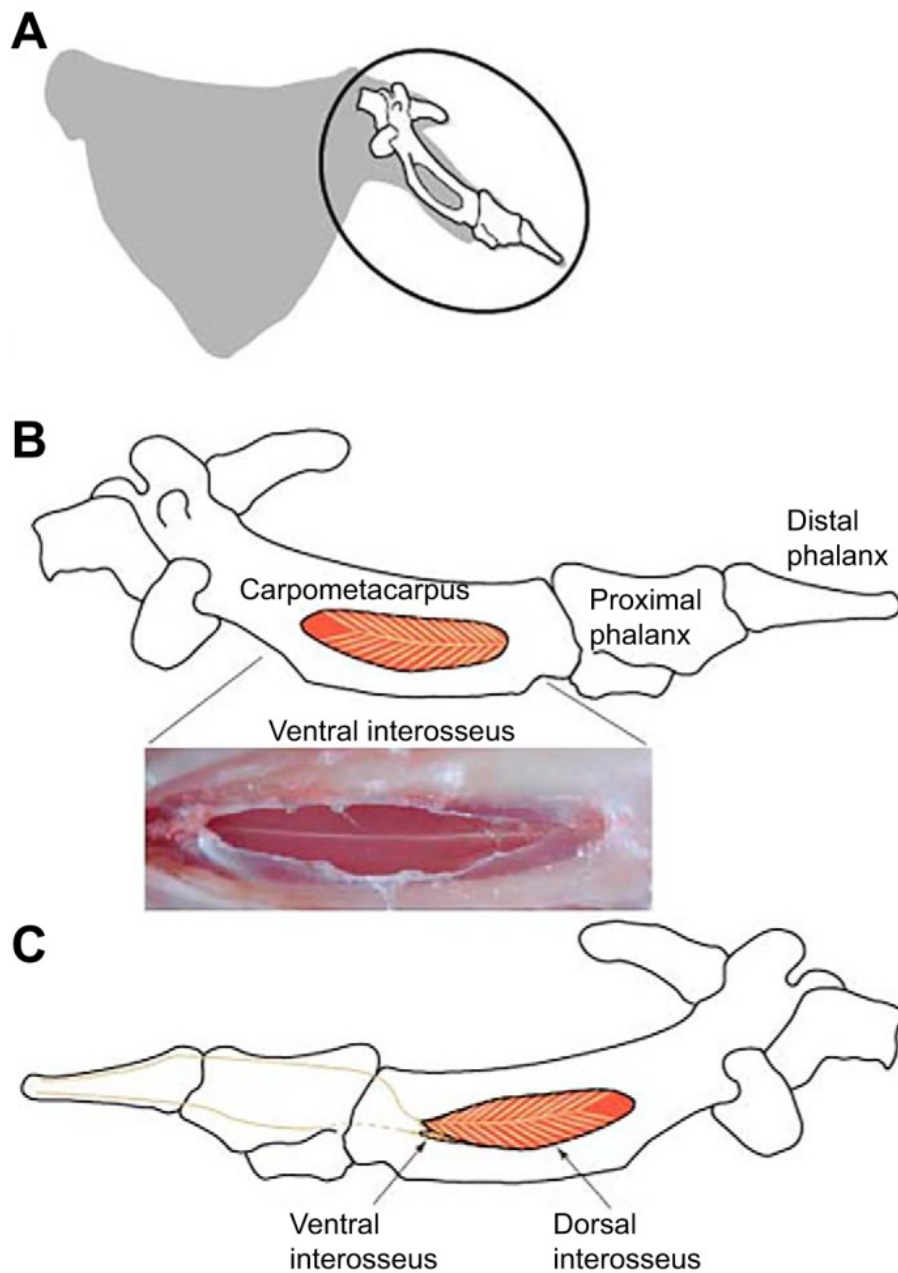 A
B
Distal
phalanx
Carpometacarpus
Proximal
phalanx
Ventral interosseus
C
Ventral
interosseus
Dorsal
interosseus